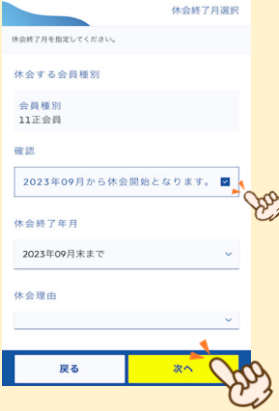 休会終了月選択
休会終了月を指定してください。
休会する会員種別
会員種別
11正会員
確認
2023年09月から休会開始となります。
休会終了年月
2023年09月末まで
休会理由
戻る
次へ